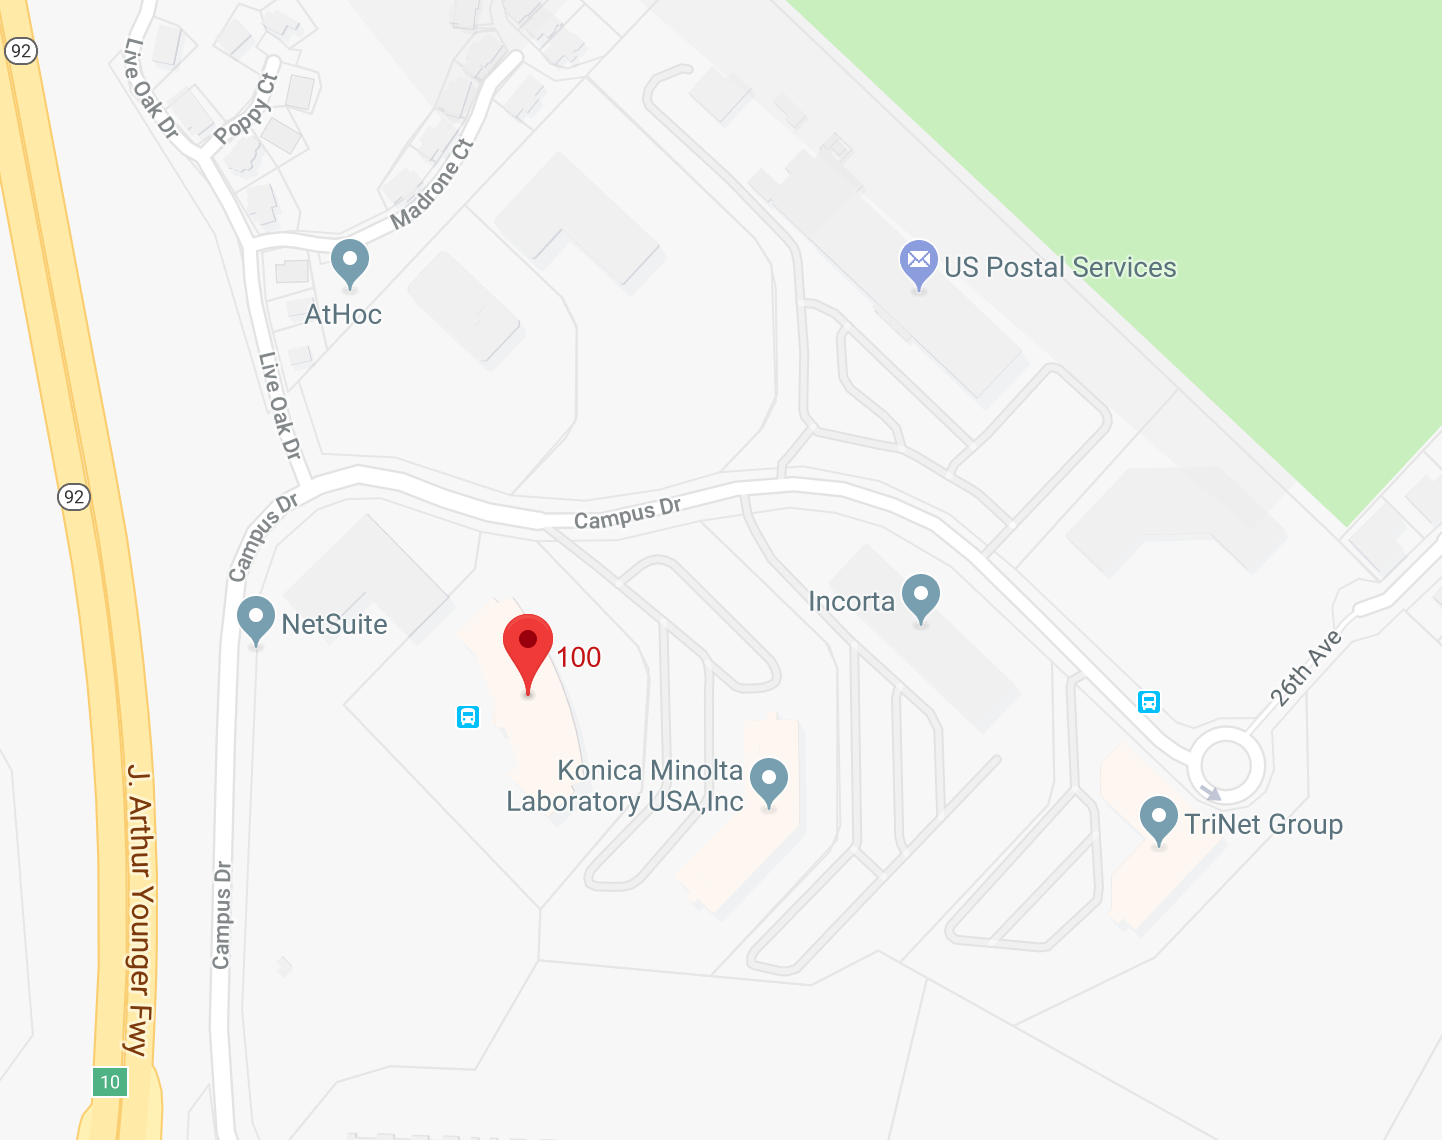 92
Live Oak Dr
Poppy Ct
Madrone Ct
US Postal Services
AtHoc
Live Oak Dr
92
Campus Dr
Campus Dr
Incorta
NetSuite
100
26th Ave
Konica Minolta
Laboratory USA,Inc
TriNet Group
J. Arthur Younger Fwy
Campus Dr
10